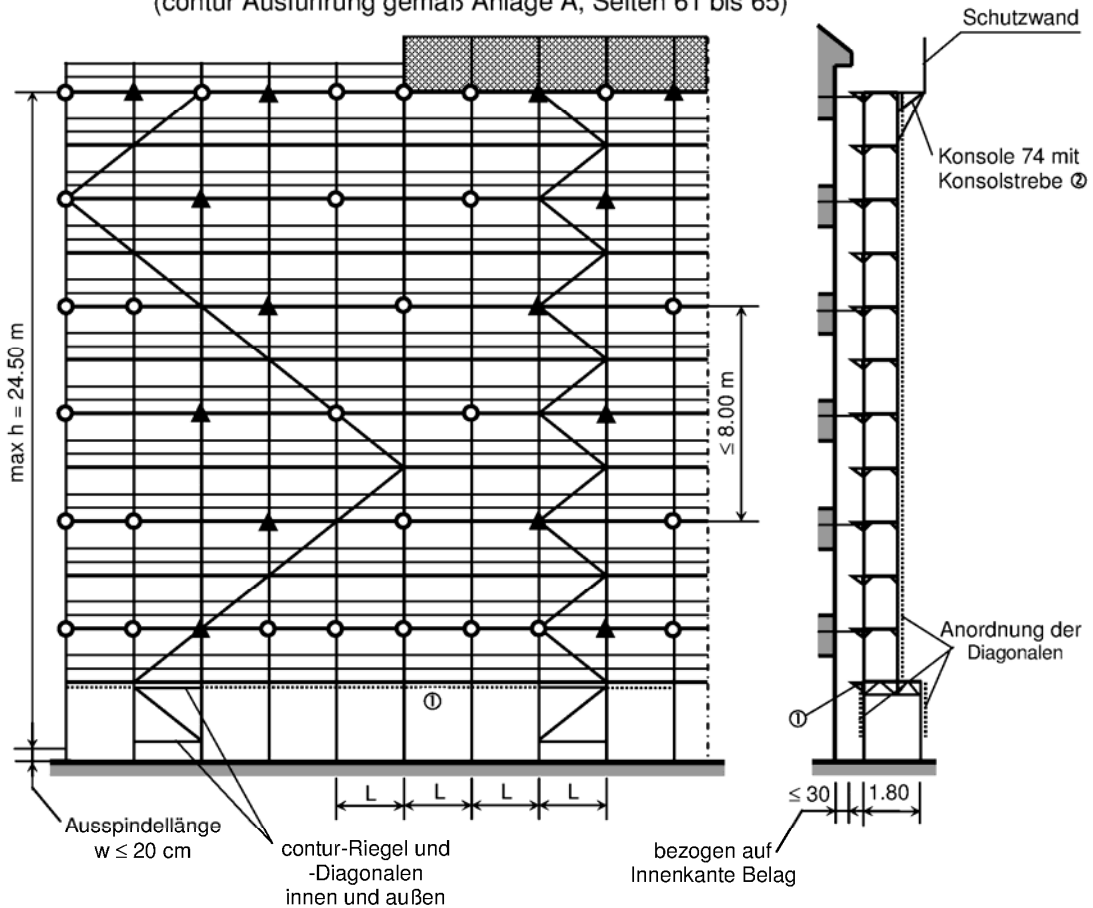 (contur Ausführung gemäß Anlage A, Seiten 61 bis 65)
Schutzwand
Konsole 74 mit
Konsolstrebe ②
max h = 24.50 m
≤ 8.00 m
Anordnung der
Diagonalen
①
①
L L L L
≤ 30 1.80
Ausspindellänge
w ≤ 20 cm
contur-Riegel und
-Diagonalen
innen und außen
bezogen auf
Innenkante Belag